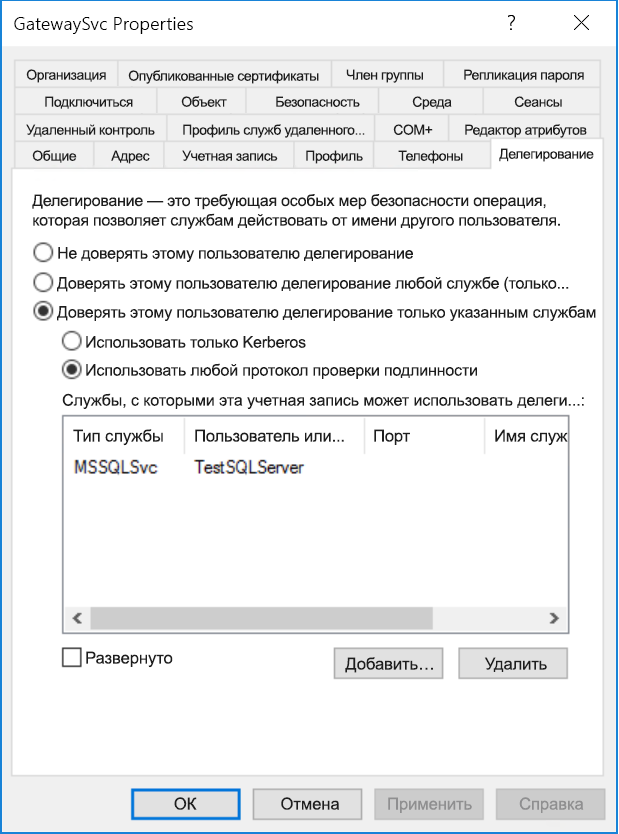 GatewaySvc Properties
Организация Опубликованные сертификаты Член группы Репликация пароля
Подключиться Объект Безопасность Среда Сеансы
Удаленный контроль Профиль служб удаленного... COM+ Редактор атрибутов
Общие Адрес Учетная запись Профиль Телефоны Делегирование
Делегирование — это требующая особых мер безопасности операция,
которая позволяет службам действовать от имени другого пользователя.
Не доверять этому пользователю делегирование
Доверять этому пользователю делегирование любой службе (только...
Доверять этому пользователю делегирование только указанным службам
Использовать только Kerberos
Использовать любой протокол проверки подлинности
Службы, с которыми эта учетная запись может использовать делеги...:
Тип службы Пользователь или... Порт Имя служ
MSSQLSvc TestSQLServer
Развернуто Добавить... Удалить
ОК Отмена Применить Справка